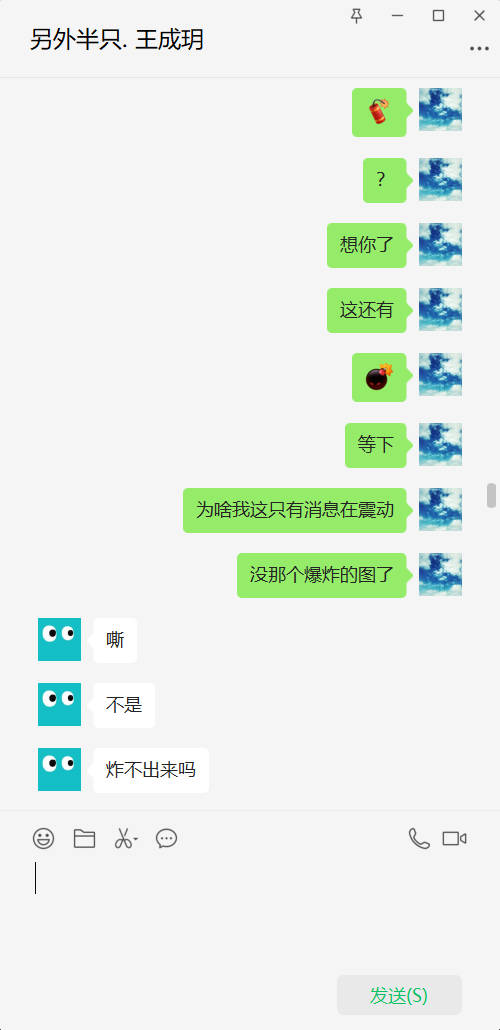 另外半只. 王成玥
?
想你了
这还有
等下
为啥我这只有消息在震动
没那个爆炸的图了
嘶
不是
炸不出来吗
发送(S)